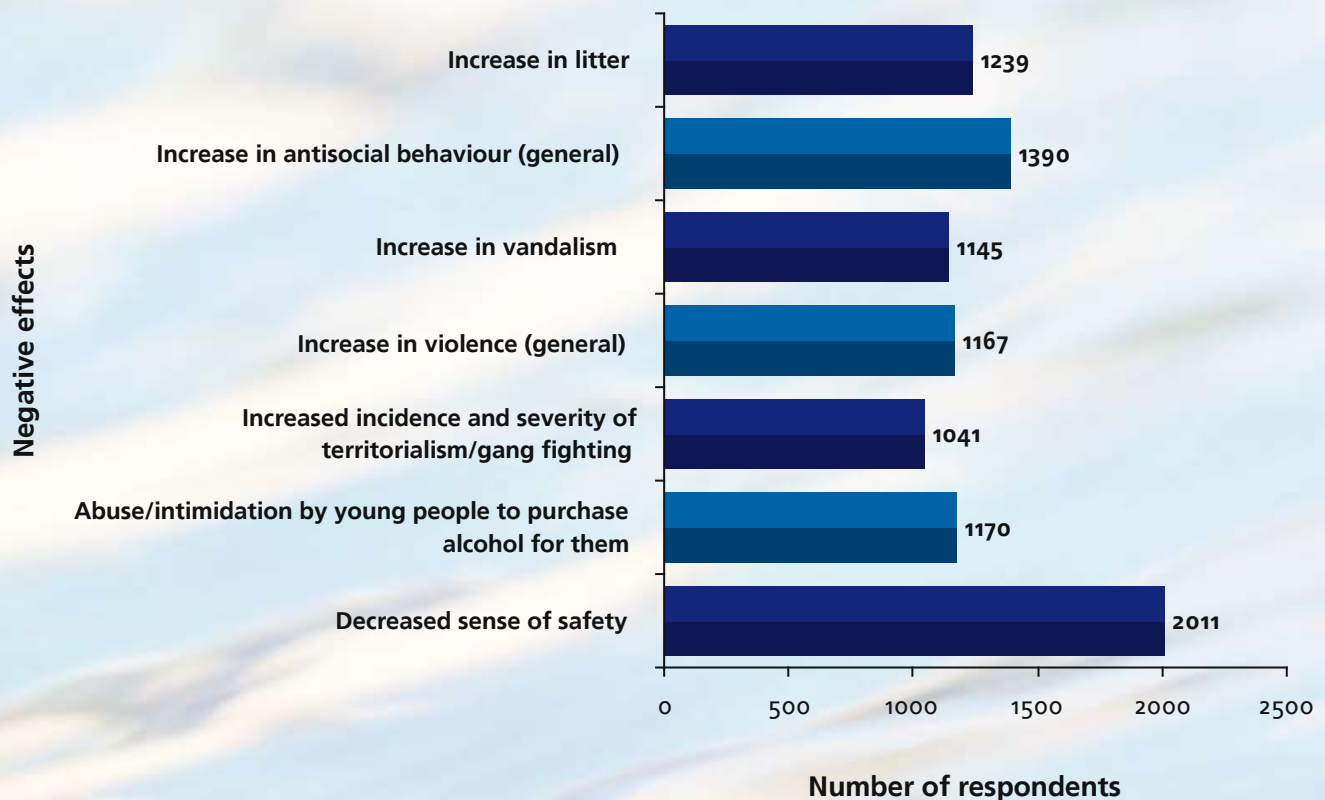 Negative effects
Increase in litter
1239
Increase in antisocial behaviour (general)
1390
Increase in vandalism
1145
Increase in violence (general)
1167
Increased incidence and severity of
territorialism/gang fighting
1041
Abuse/intimidation by young people to purchase
alcohol for them
1170
Decreased sense of safety
2011
0 500 1000 1500 2000 2500
Number of respondents